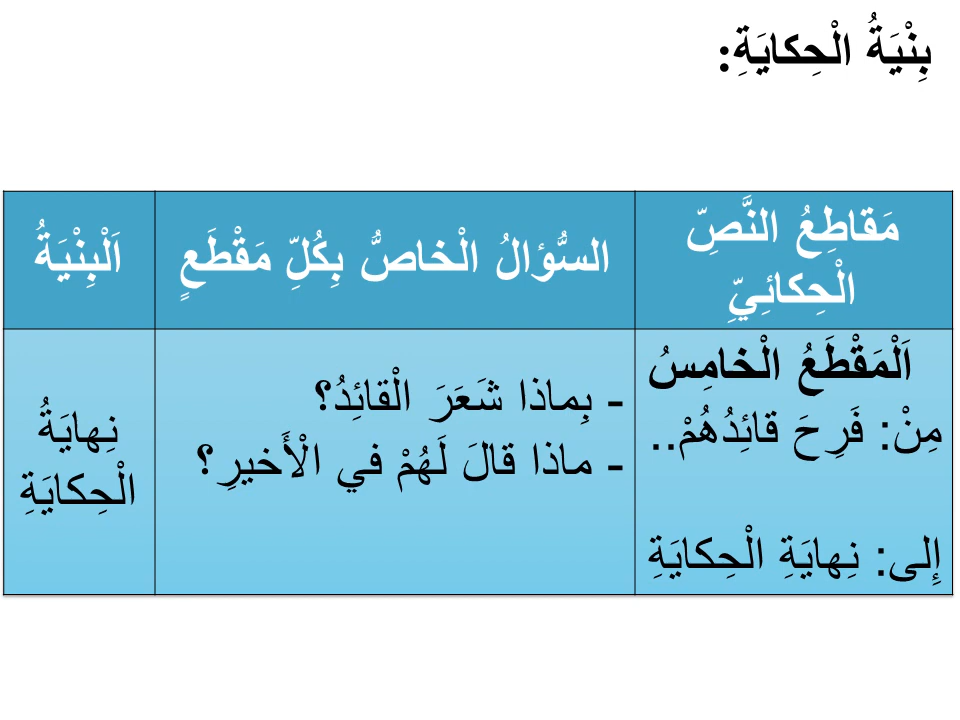 بِنْيَةُ الْحِكايَةِ:
مَقاطِعُ النَّصِّ
الْحِكائِيِّ
السُّؤالُ الْخاصُّ بِكُلِّ مَقْطَعٍ
اَلْبِنْيَةُ
اَلْمَقْطَعُ الْخامِسُ
مِنْ: فَرِحَ قائِدُهُمْ..
إِلى: نِهايَةِ الْحِكايَةِ
- بِماذا شَعَرَ الْقائِدُ؟
- ماذا قالَ لَهُمْ في الْأَخيرِ؟
نِهايَةُ
الْحِكايَةِ